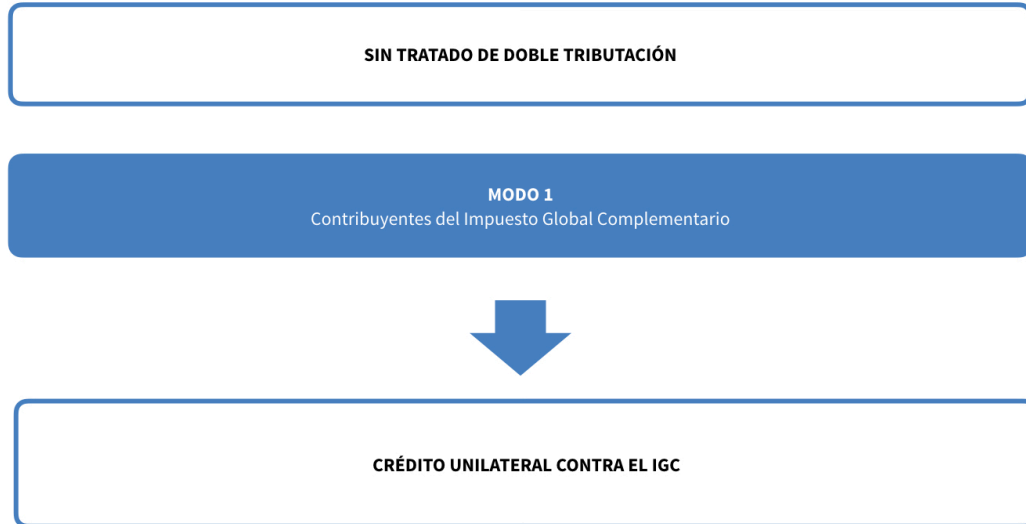 SIN TRATADO DE DOBLE TRIBUTACIÓN
MODO 1
Contribuyentes del Impuesto Global Complementario
CRÉDITO UNILATERAL CONTRA EL IGC